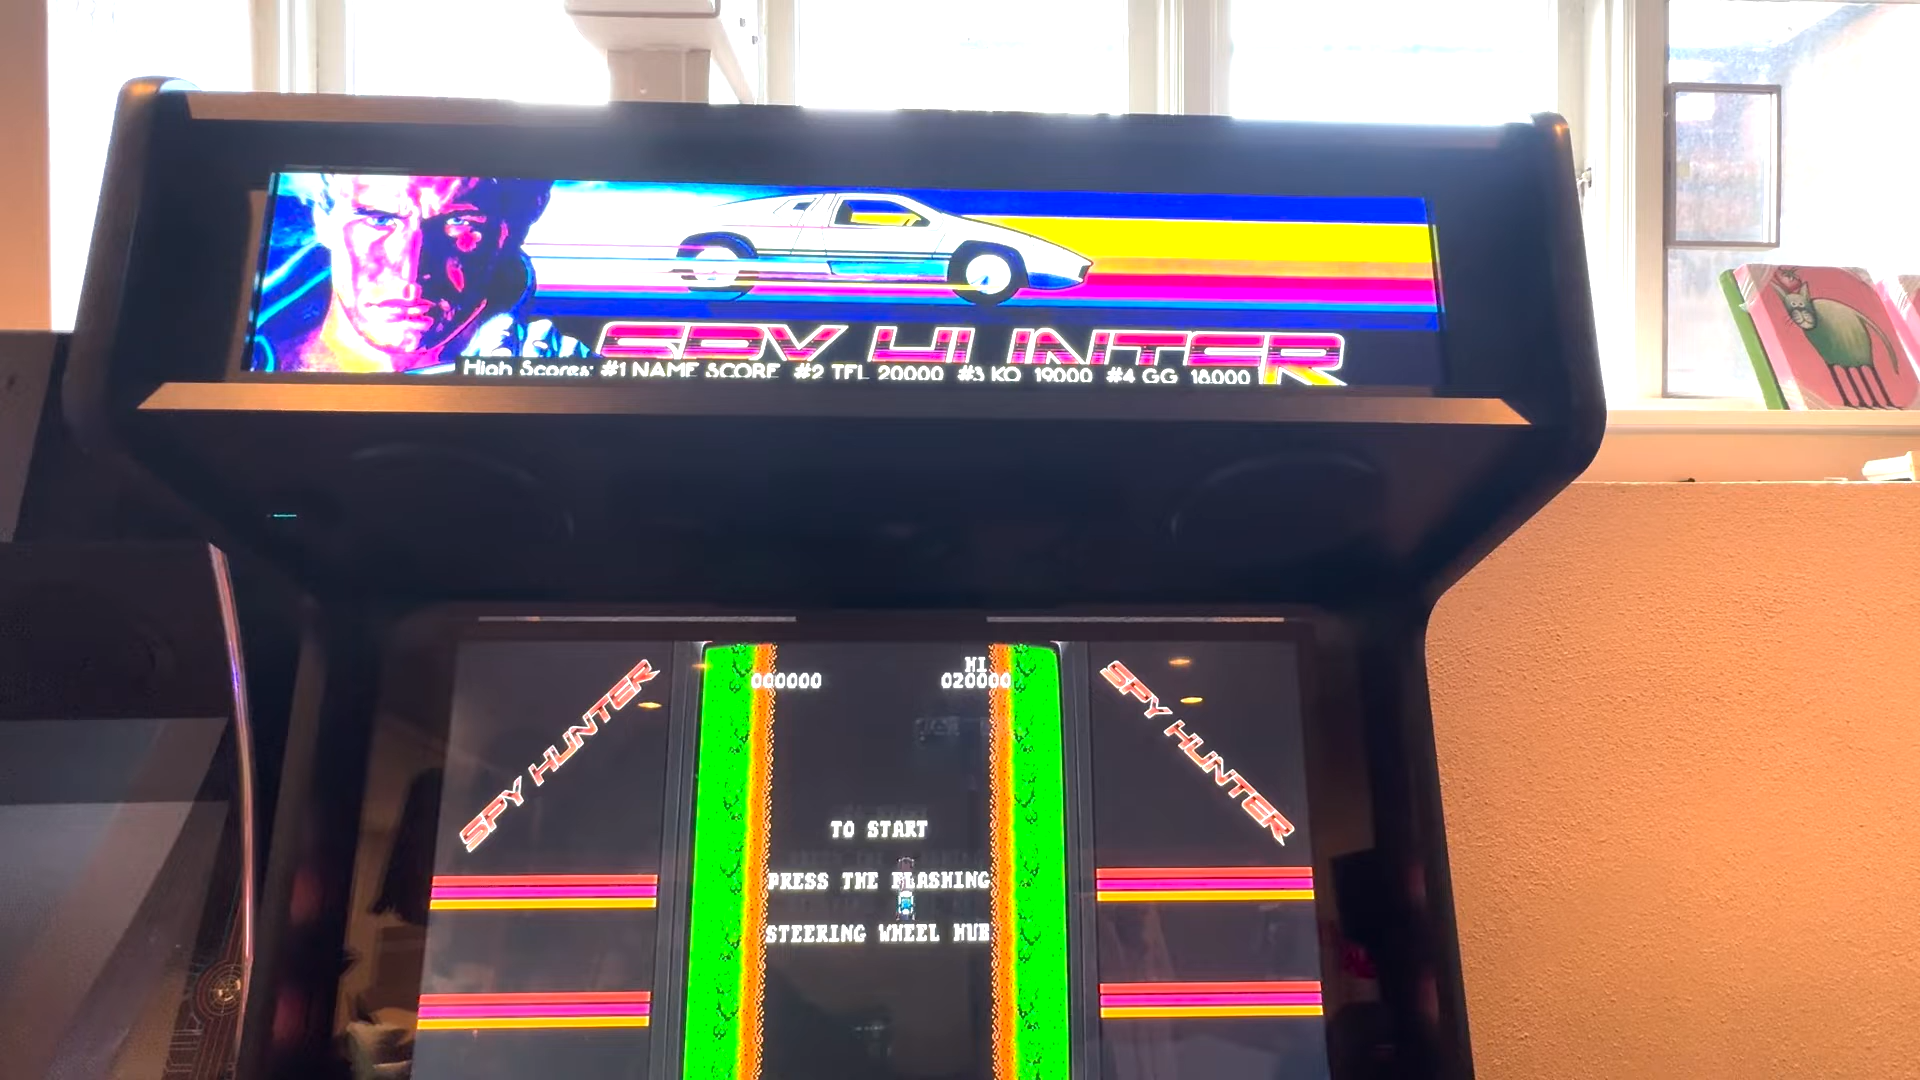 SPY HUNTER
High Scores: #1 NAME SCORE #2 TFL 20000 #3 KO 19000 #4 GG 18000
HI
000000 020000
SPY HUNTER
SPY HUNTER
TO START
PRESS THE FLASHING
STEERING WHEEL HUB